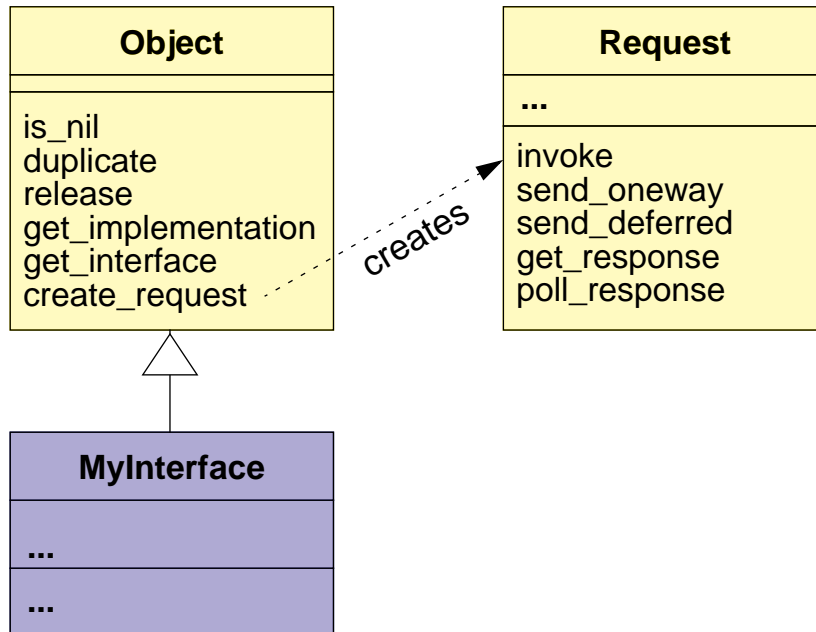 Object
is_nil
duplicate
release
get_implementation
get_interface
create_request
creates
Request
...
invoke
send_oneway
send_deferred
get_response
poll_response
MyInterface
...
...